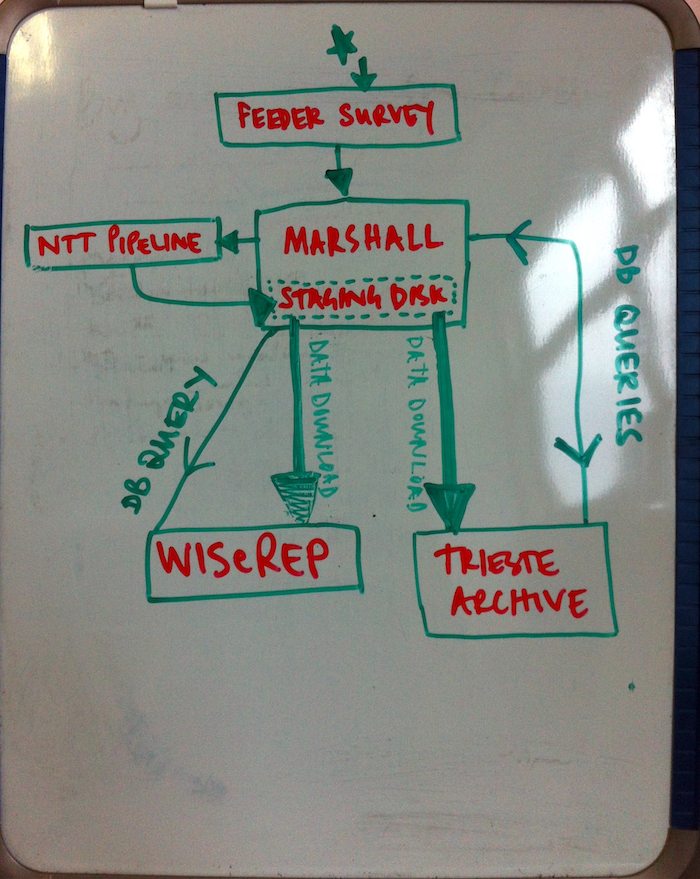 FEEDER SURVEY
NTT PIPELINE
MARSHALL
STAGING DISK
DB QUERY
DATA DOWNLOAD
DATA DOWNLOAD
DB QUERIES
WISeREP
TRIESTE
ARCHIVE